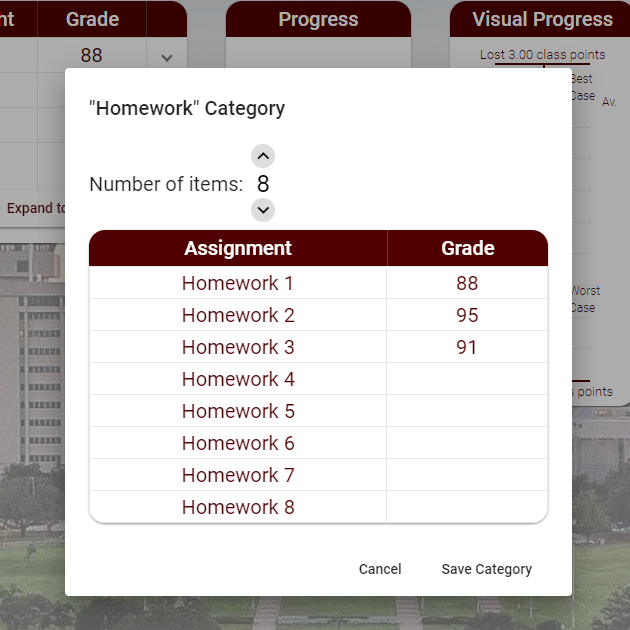 ht Grade Progress Visual Progress
88 Lost 3.00 class points
Best
Case Av.
"Homework" Category
Number of items: 8
Expand to
Assignment Grade
Homework 1 88
Homework 2 95
Homework 3 91
Homework 4
Homework 5
Homework 6
Homework 7
Homework 8
Worst
Case
points
Cancel Save Category